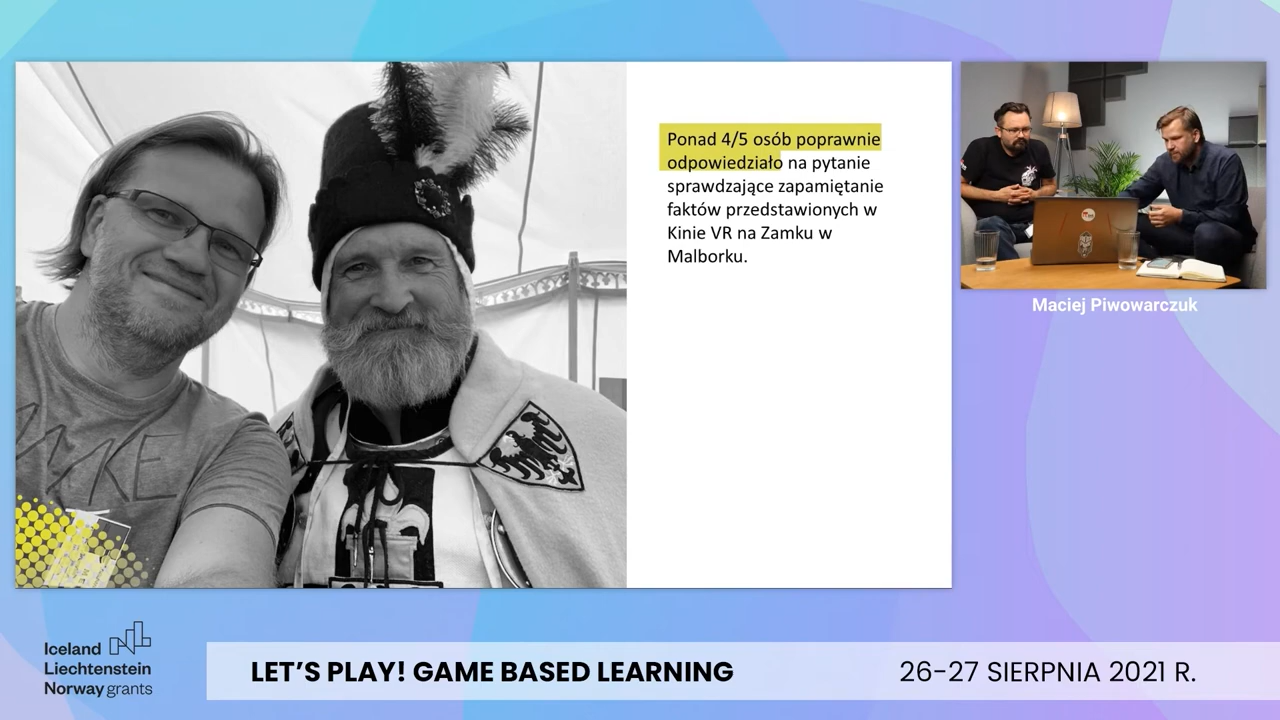 Ponad 4/5 osób poprawnie
odpowiedziało na pytanie
sprawdzające zapamiętanie
faktów przedstawionych w
Kinie VR na Zamku w
Malborku.
Maciej Piwowarczuk
Iceland
Liechtenstein
Norway grants
LET'S PLAY! GAME BASED LEARNING
26-27 SIERPNIA 2021 R.